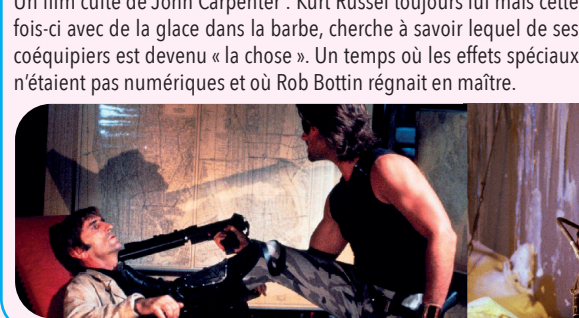 Un film culte de John Carpenter . Kurt Russel toujours lui mais cette
fois-ci avec de la glace dans la barbe, cherche à savoir lequel de ses
coéquipiers est devenu « la chose ». Un temps où les effets spéciaux
n'étaient pas numériques et où Rob Bottin régnait en maître.